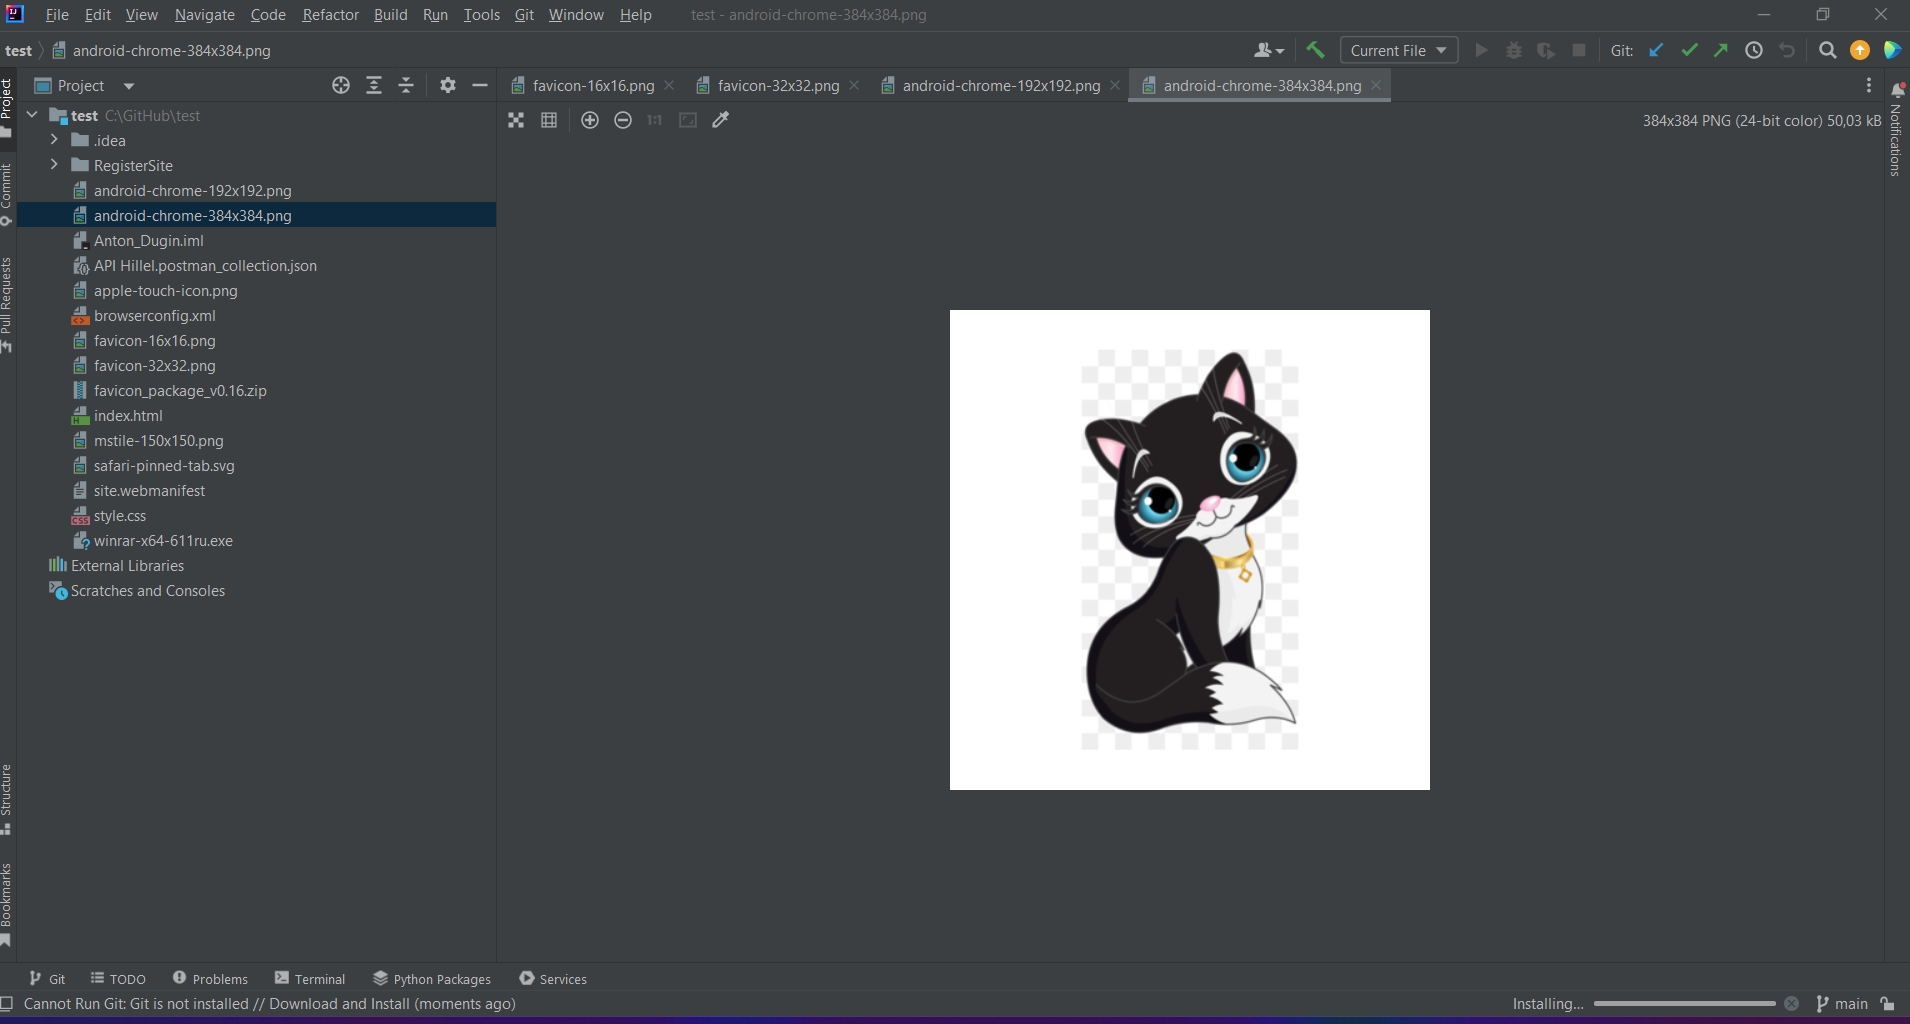 File Edit View Navigate Code Refactor Build Run Tools Git Window Help test - android-chrome-384x384.png
test android-chrome-384x384.png Current File Git:
Project
favicon-16x16.png favicon-32x32.png android-chrome-192x192.png android-chrome-384x384.png
1:1 384x384 PNG (24-bit color) 50,03 kB
test C:\GitHub\test
.idea
RegisterSite
android-chrome-192x192.png
android-chrome-384x384.png
Anton_Dugin.iml
API Hillel.postman_collection.json
apple-touch-icon.png
browserconfig.xml
favicon-16x16.png
favicon-32x32.png
favicon_package_v0.16.zip
index.html
mstile-150x150.png
safari-pinned-tab.svg
site.webmanifest
style.css
winrar-x64-611ru.exe
External Libraries
Scratches and Consoles
Project
Commit
Pull Requests
Structure
Bookmarks
Notifications
Git TODO Problems Terminal Python Packages Services
Cannot Run Git: Git is not installed // Download and Install (moments ago) Installing... main